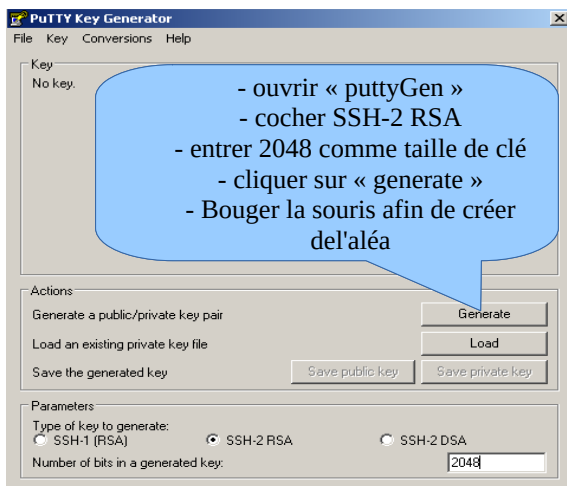 PuTTY Key Generator
File Key Conversions Help
Key
No key.
- ouvrir « puttyGen »
- cocher SSH-2 RSA
- entrer 2048 comme taille de clé
- cliquer sur « generate »
- Bouger la souris afin de créer
del'aléa
Actions
Generate a public/private key pair
Generate
Load an existing private key file
Load
Save the generated key
Save public key
Save private key
Parameters
Type of key to generate:
SSH-1 (RSA)
SSH-2 RSA
SSH-2 DSA
Number of bits in a generated key:
2048